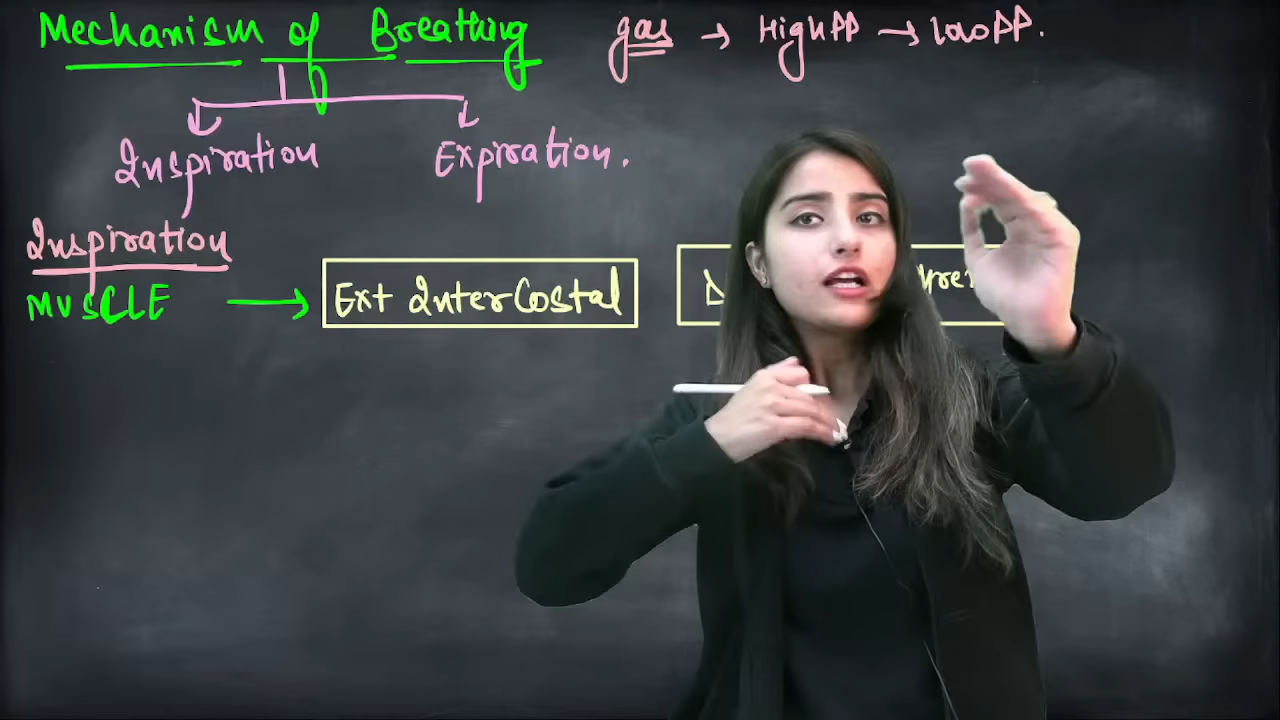 Mechanism of Breathing
gas → High PP → Low PP.
Inspiration
Expiration.
Inspiration
MUSCLE → Ext InterCostal